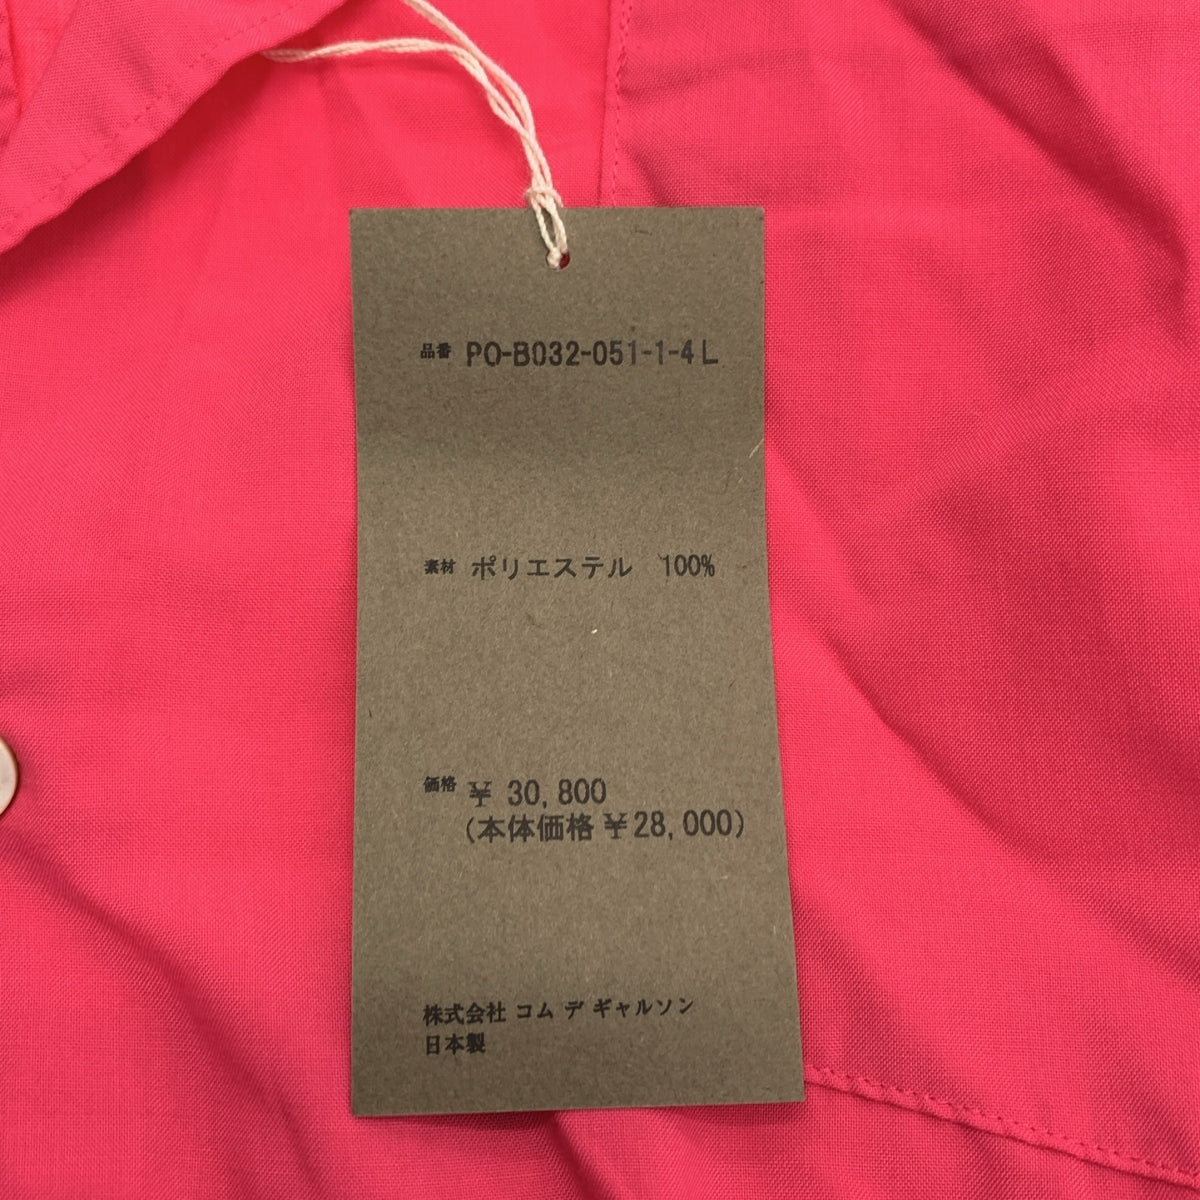 品番 PO-B032-051-1-4 L
素材 ポリエステル 100%
価格 ¥ 30,800
(本体価格 ¥28,000)
株式会社 コム デ ギャルソン
日本製